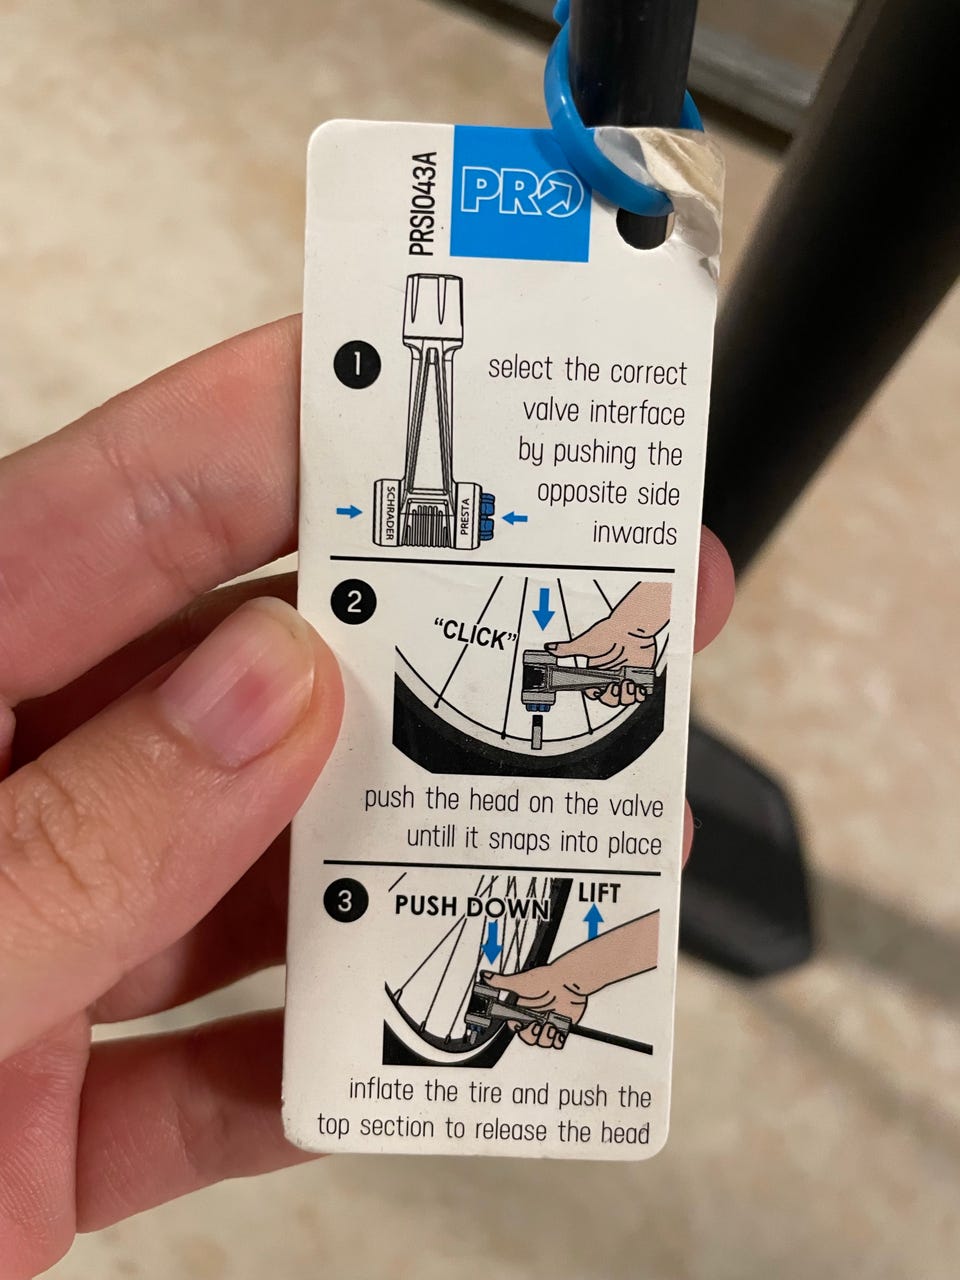 PRSI043A
PRO
1
select the correct
valve interface
by pushing the
opposite side
inwards
SCHRADER
PRESTA
2
“CLICK”
push the head on the valve
untill it snaps into place
3
PUSH DOWN
LIFT
inflate the tire and push the
top section to release the head